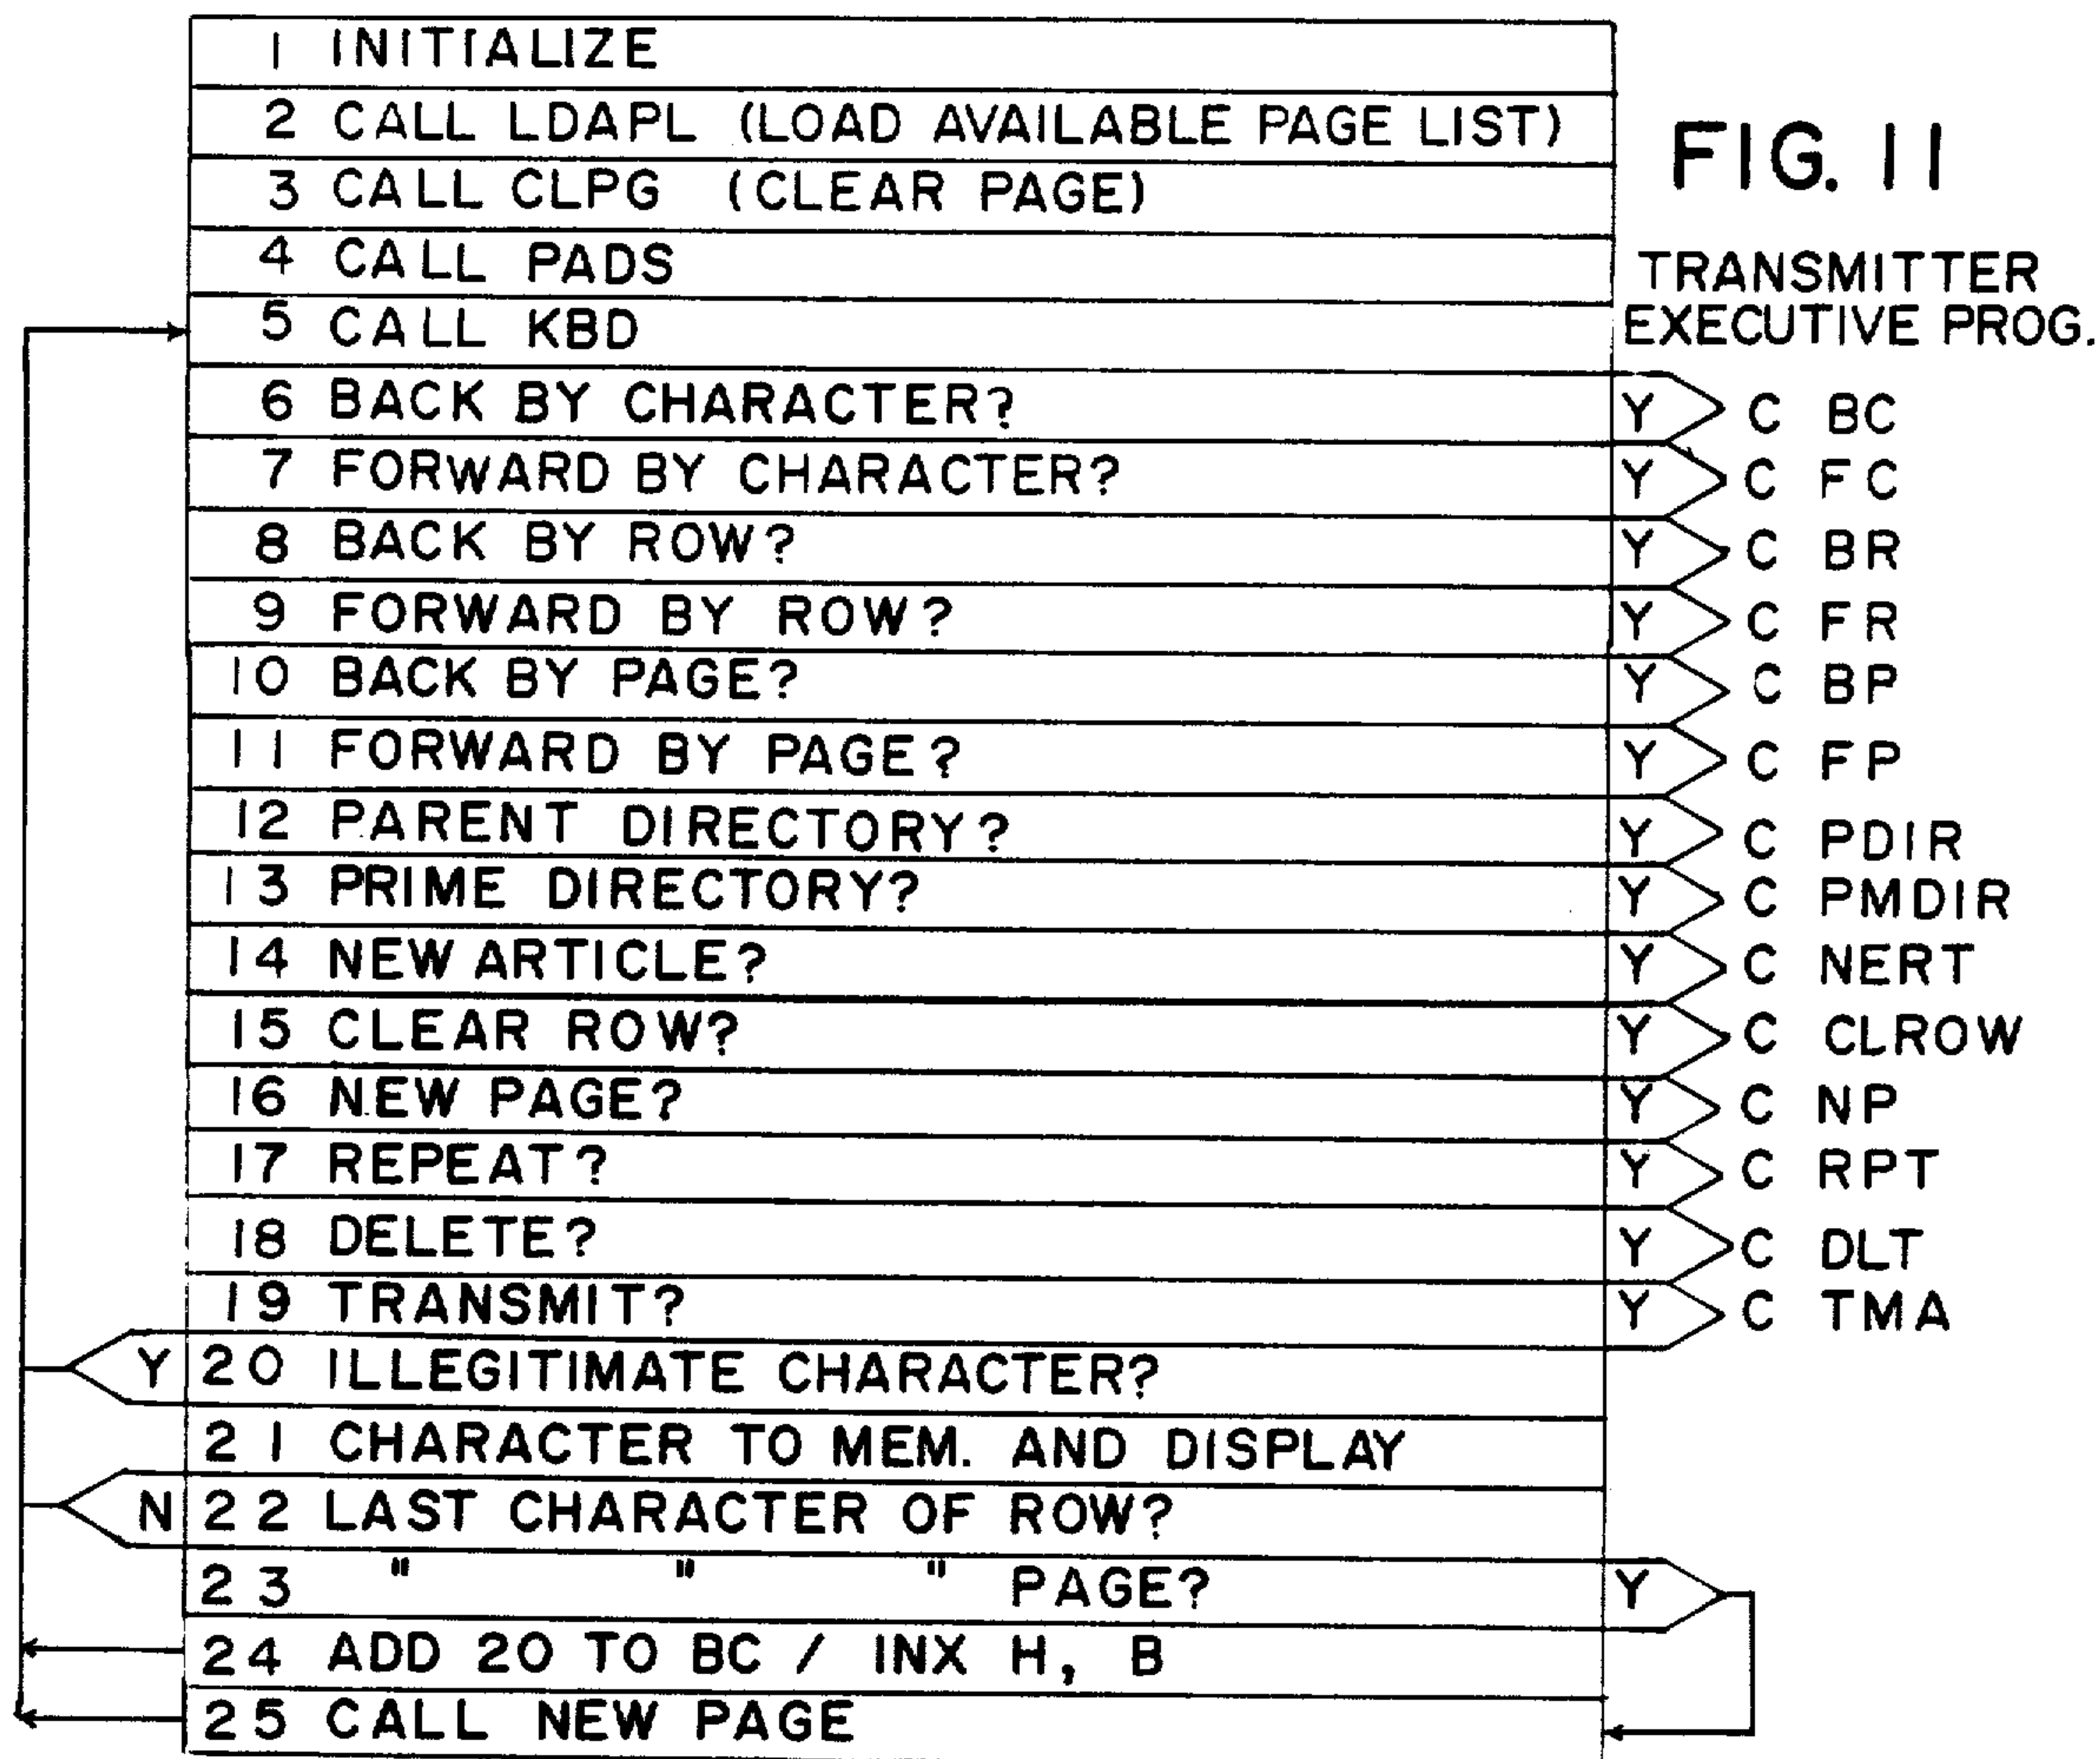 1 INITIALIZE
2 CALL LDAPL (LOAD AVAILABLE PAGE LIST)
FIG. 11
3 CALL CLPG (CLEAR PAGE)
4 CALL PADS
TRANSMITTER
EXECUTIVE PROG.
5 CALL KBD
6 BACK BY CHARACTER? Y C BC
7 FORWARD BY CHARACTER? Y C FC
8 BACK BY ROW? Y C BR
9 FORWARD BY ROW? Y C FR
10 BACK BY PAGE? Y C BP
11 FORWARD BY PAGE? Y C FP
12 PARENT DIRECTORY? Y C PDIR
13 PRIME DIRECTORY? Y C PMDIR
14 NEW ARTICLE? Y C NERT
15 CLEAR ROW? Y C CLROW
16 NEW PAGE? Y C NP
17 REPEAT? Y C RPT
18 DELETE? Y C DLT
19 TRANSMIT? Y C TMA
Y 20 ILLEGITIMATE CHARACTER?
21 CHARACTER TO MEM. AND DISPLAY
N 22 LAST CHARACTER OF ROW?
23 " " " PAGE? Y
24 ADD 20 TO BC / INX H, B
25 CALL NEW PAGE